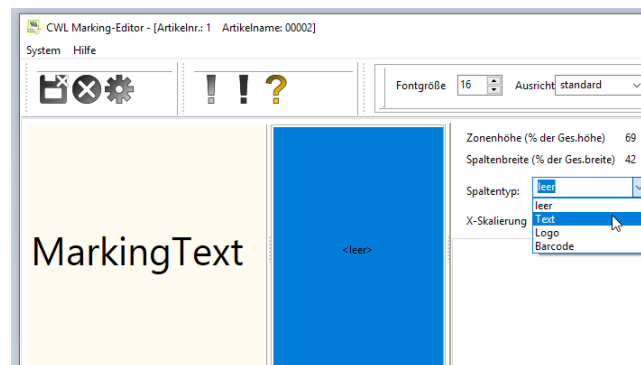 CWL Marking-Editor - [Artikelnr.: 1 Artikelname: 00002]
System Hilfe
Fontgröße 16 Ausricht standard
Zonenhöhe (% der Ges.höhe) 69
Spaltenbreite (% der Ges.breite) 42
Spaltentyp: leer
leer
X-Skalierung Text
Logo
Barcode
MarkingText
<leer>